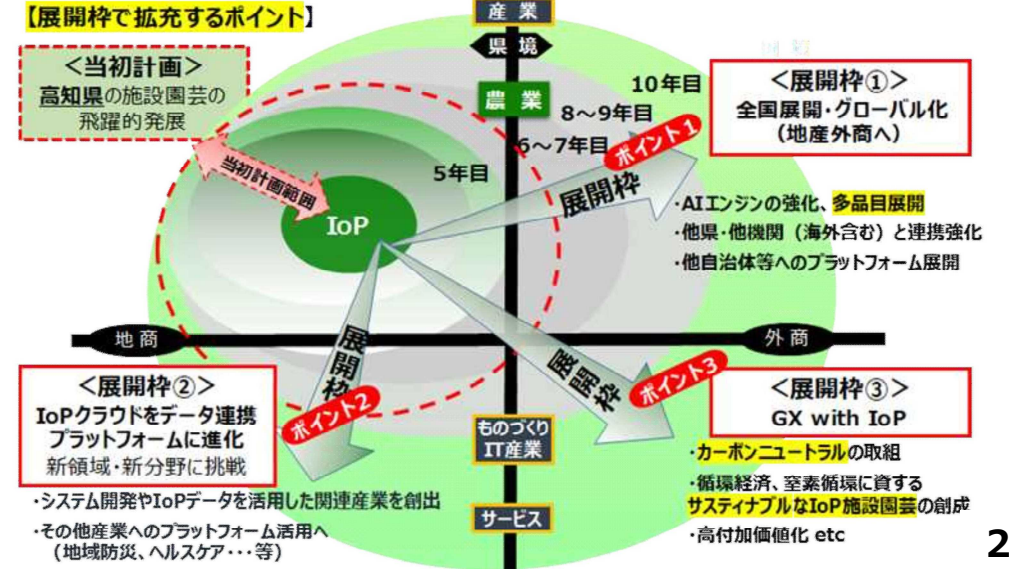 【展開枠で拡充するポイント】
産 業
県 境
農 業
＜当初計画＞
高知県の施設園芸の
飛躍的発展
当初計画範囲
IoP
5年目
6～7年目
8～9年目
10年目
展開枠
ポイント1
＜展開枠①＞
全国展開・グローバル化
（地産外商へ）
・AIエンジンの強化、多品目展開
・他県・他機関（海外含む）と連携強化
・他自治体等へのプラットフォーム展開
地 商
外 商
展開枠
ポイント2
＜展開枠②＞
IoPクラウドをデータ連携
プラットフォームに進化
新領域・新分野に挑戦
・システム開発やIoPデータを活用した関連産業を創出
・その他産業へのプラットフォーム活用へ
（地域防災、ヘルスケア・・・等）
展開枠
ポイント3
＜展開枠③＞
GX with IoP
・カーボンニュートラルの取組
・循環経済、窒素循環に資する
サスティナブルなIoP施設園芸の創成
・高付加価値化 etc
ものづくり
IT産業
サービス
2